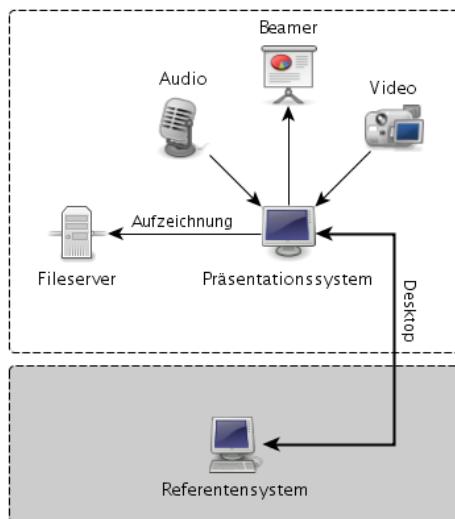 Beamer
Audio
Video
Aufzeichnung
Fileserver
Präsentationssystem
Desktop
Referentensystem